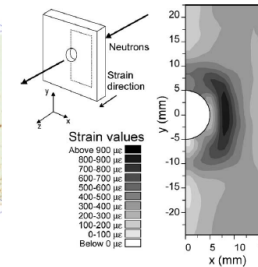 Neutrons
Strain
direction
y
x
z
Strain values
Above 900 με
800-900 με
700-800 με
600-700 με
500-600 με
400-500 με
300-400 με
200-300 με
100-200 με
0-100 με
Below 0 με
y (mm)
20
15
10
5
0
-5
-10
-15
-20
0 5 10
x (mm)